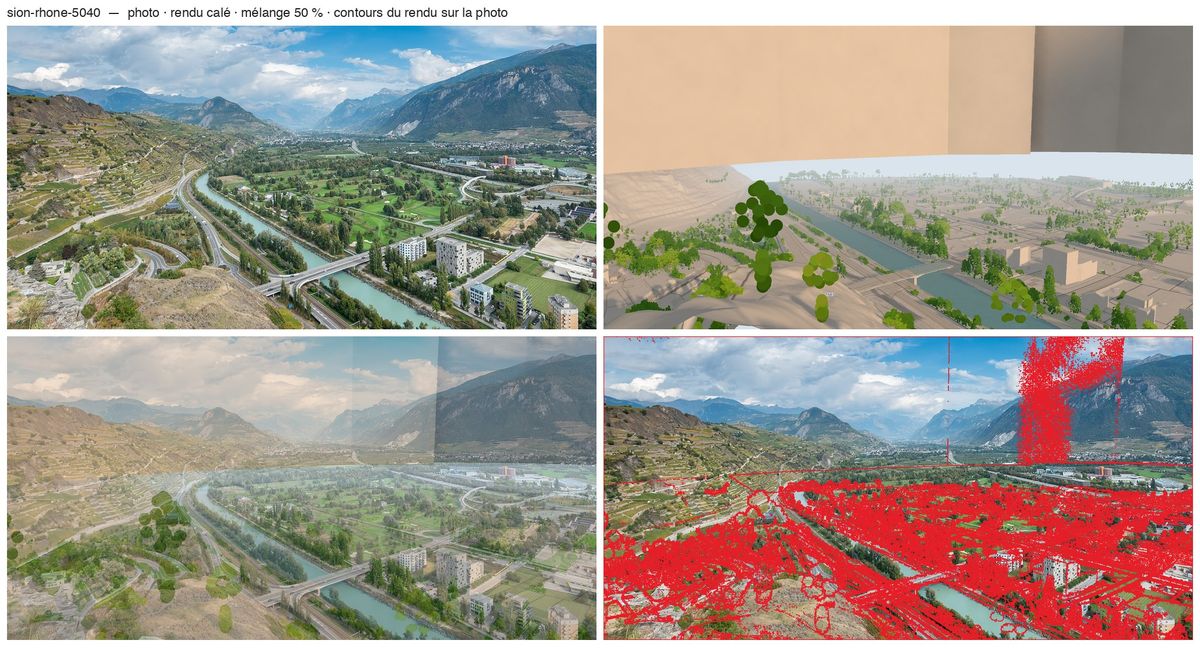 sion-rhone-5040 — photo · rendu calé · mélange 50 % · contours du rendu sur la photo